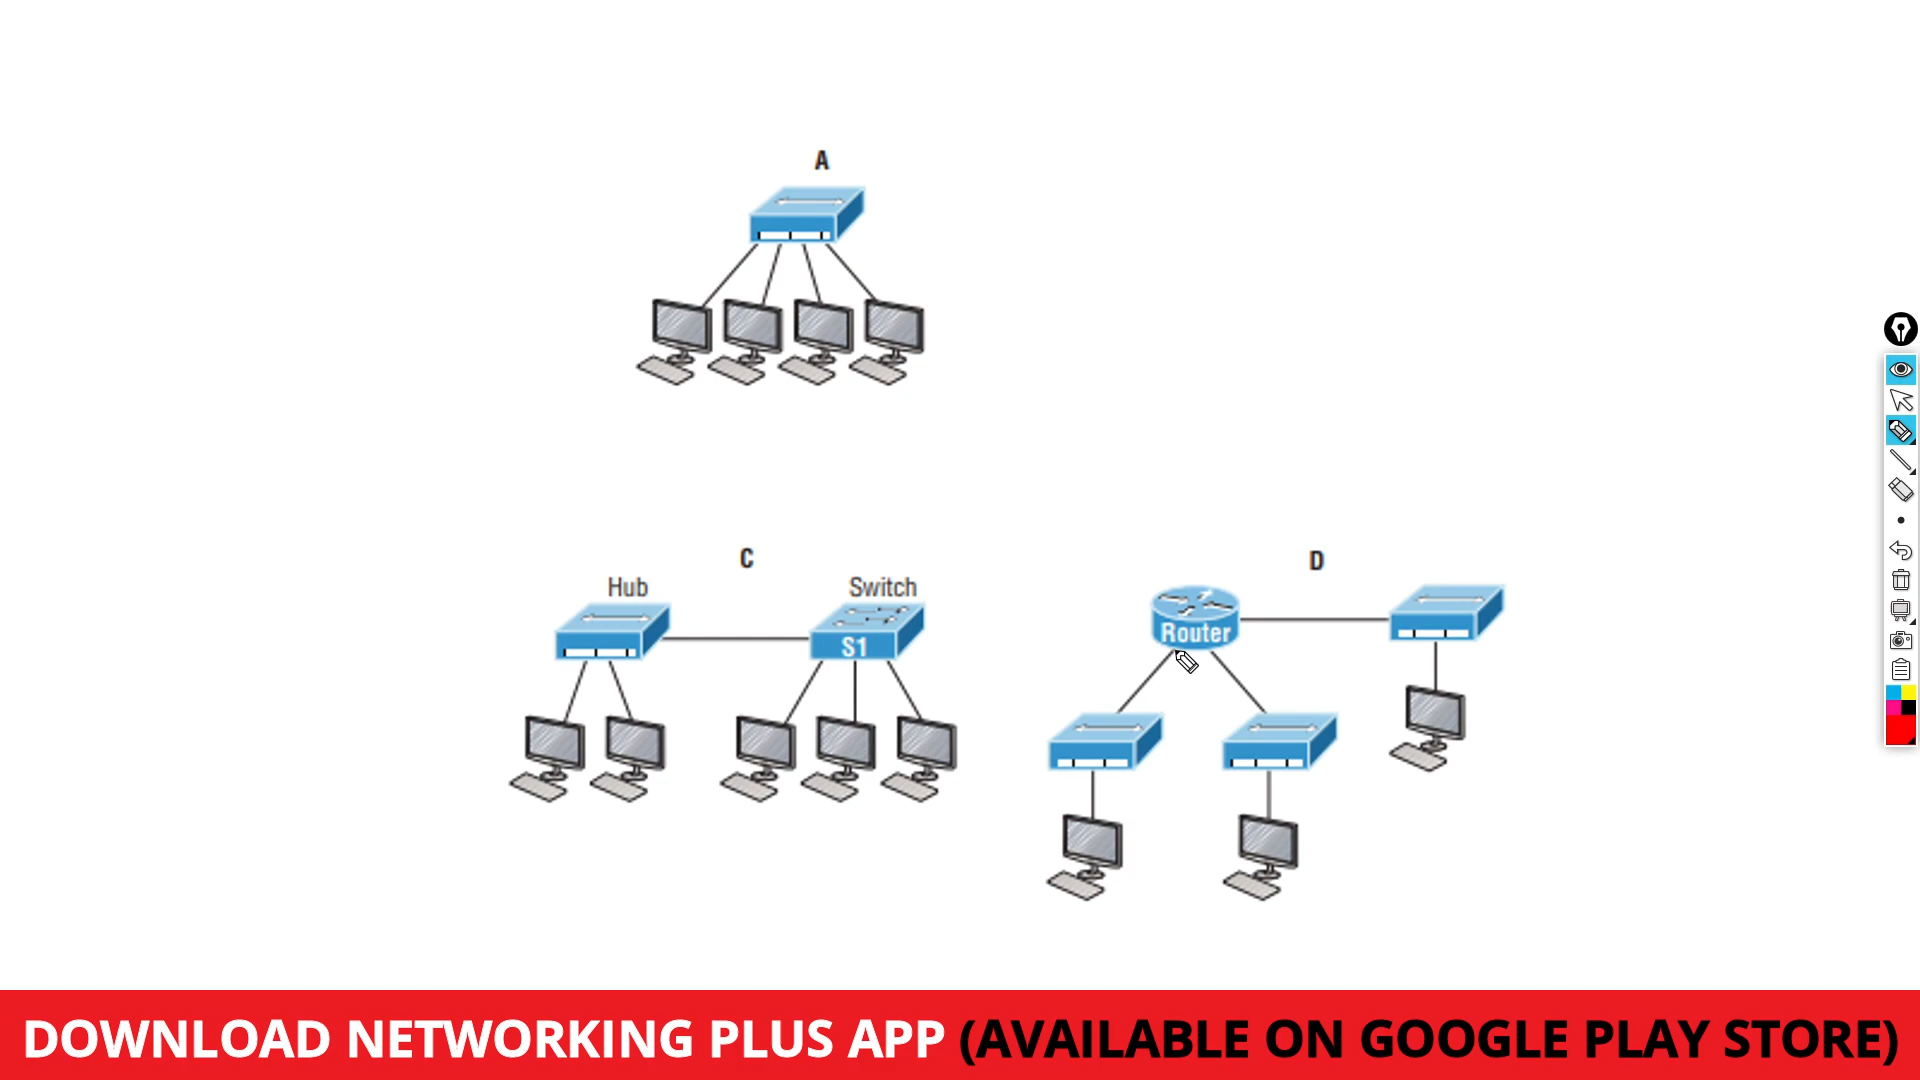 A
C
D
Hub
Switch
S1
Router
DOWNLOAD NETWORKING PLUS APP (AVAILABLE ON GOOGLE PLAY STORE)